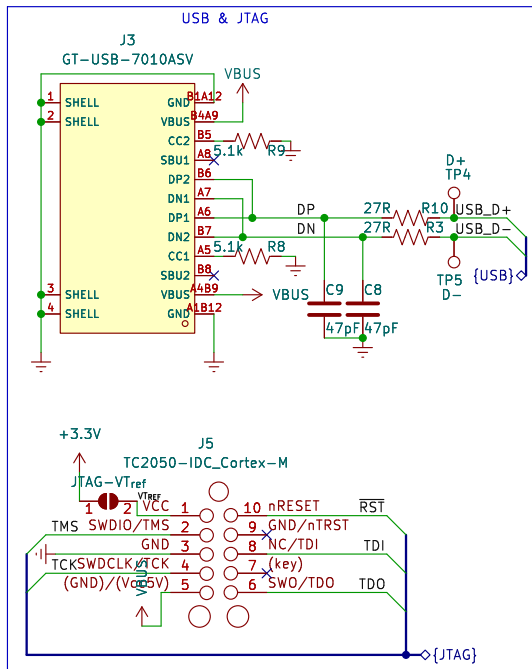 USB & JTAG
J3
GT-USB-7010ASV
VBUS
1 SHELL GND B1A12
2 SHELL VBUS B4A9
CC2 B5 5.1k R9
SBU1 A8
DP2 B6
DN1 A7
DP1 A6 DP 27R R10 USB_D+
D+
TP4
DN2 B7 DN 27R R3 USB_D-
CC1 A5 5.1k R8
TP5
D-
{USB}
SBU2 B8
3 SHELL VBUS A4B9 VBUS
4 SHELL GND A1B12
C9 C8
47pF 47pF
+3.3V
J5
TC2050-IDC_Cortex-M
JTAG-VTref
1 2 VTREF
VCC 1 10 nRESET RST
TMS SWDIO/TMS 2 9 GND/nTRST
GND 3 8 NC/TDI TDI
TCK SWDCLK/TCK 4 7 (key)
(GND)/(Vo 5V) 5 6 SWO/TDO TDO
VBUS
{JTAG}